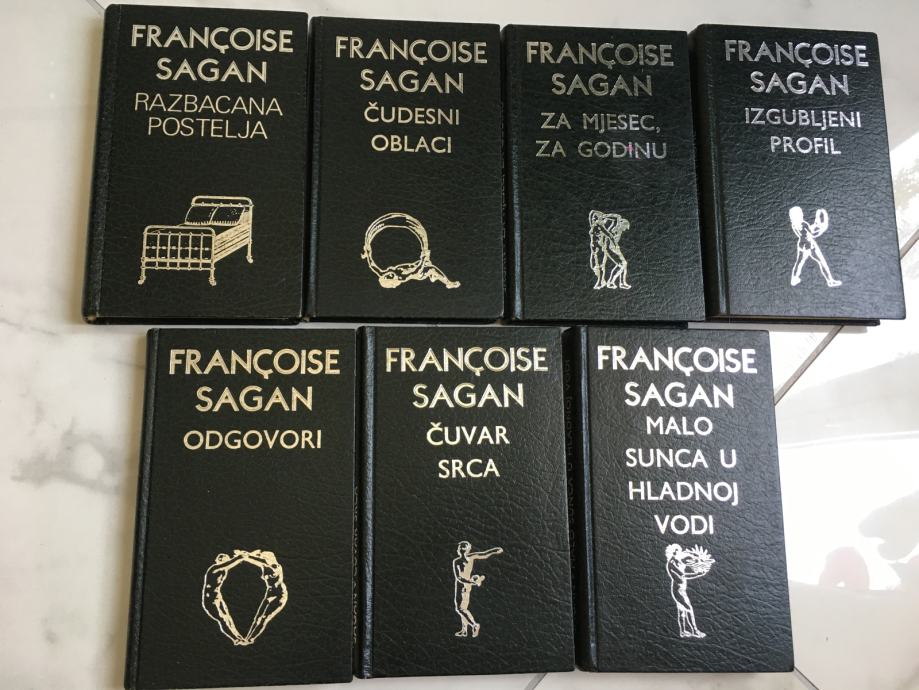 FRANÇOISE
SAGAN
RAZBACANA
POSTELJA
FRANÇOISE
SAGAN
ČUDESNI
OBLACI
FRANÇOISE
SAGAN
ZA MJESEC,
ZA GODINU
FRANÇOISE
SAGAN
IZGUBLJENI
PROFIL
FRANÇOISE
SAGAN
ODGOVORI
FRANÇOISE
SAGAN
ČUVAR
SRCA
FRANÇOISE
SAGAN
MALO
SUNCA U
HLADNOJ
VODI